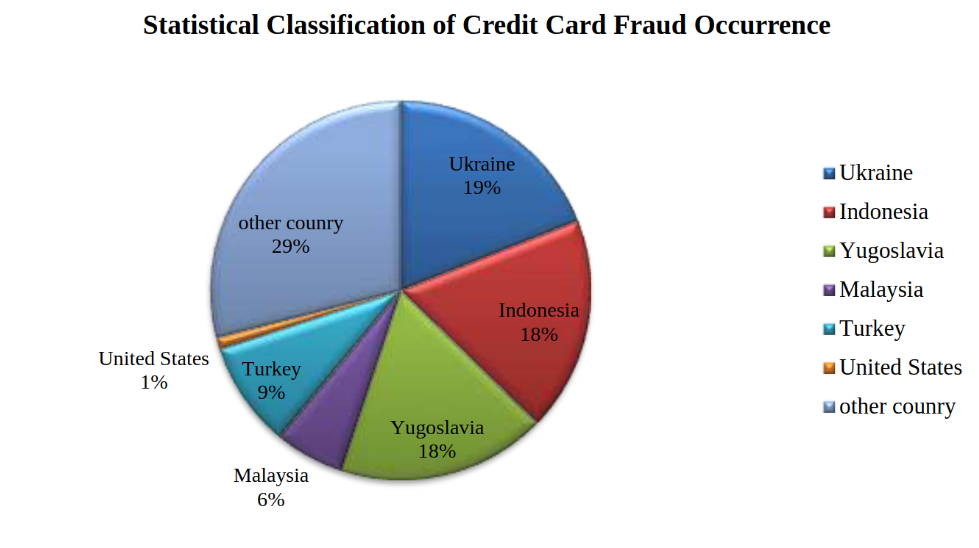 Statistical Classification of Credit Card Fraud Occurrence
Ukraine
19%
Indonesia
18%
Yugoslavia
18%
Malaysia
6%
Turkey
9%
United States
1%
other counry
29%
Ukraine
Indonesia
Yugoslavia
Malaysia
Turkey
United States
other counry